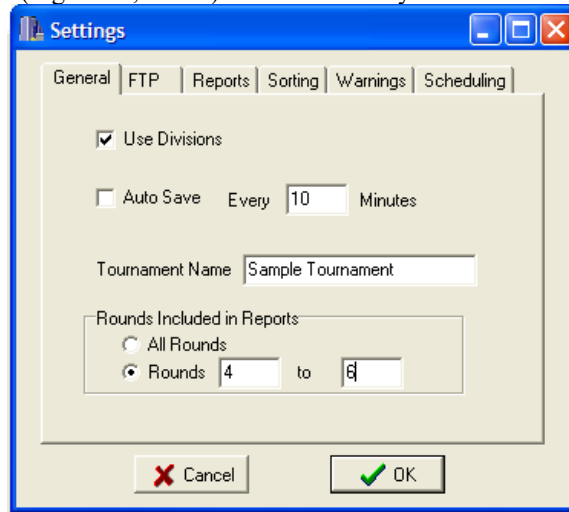 Settings
General FTP Reports Sorting Warnings Scheduling
Use Divisions
Auto Save Every 10 Minutes
Tournament Name Sample Tournament
Rounds Included in Reports
All Rounds
Rounds 4 to 6
Cancel OK